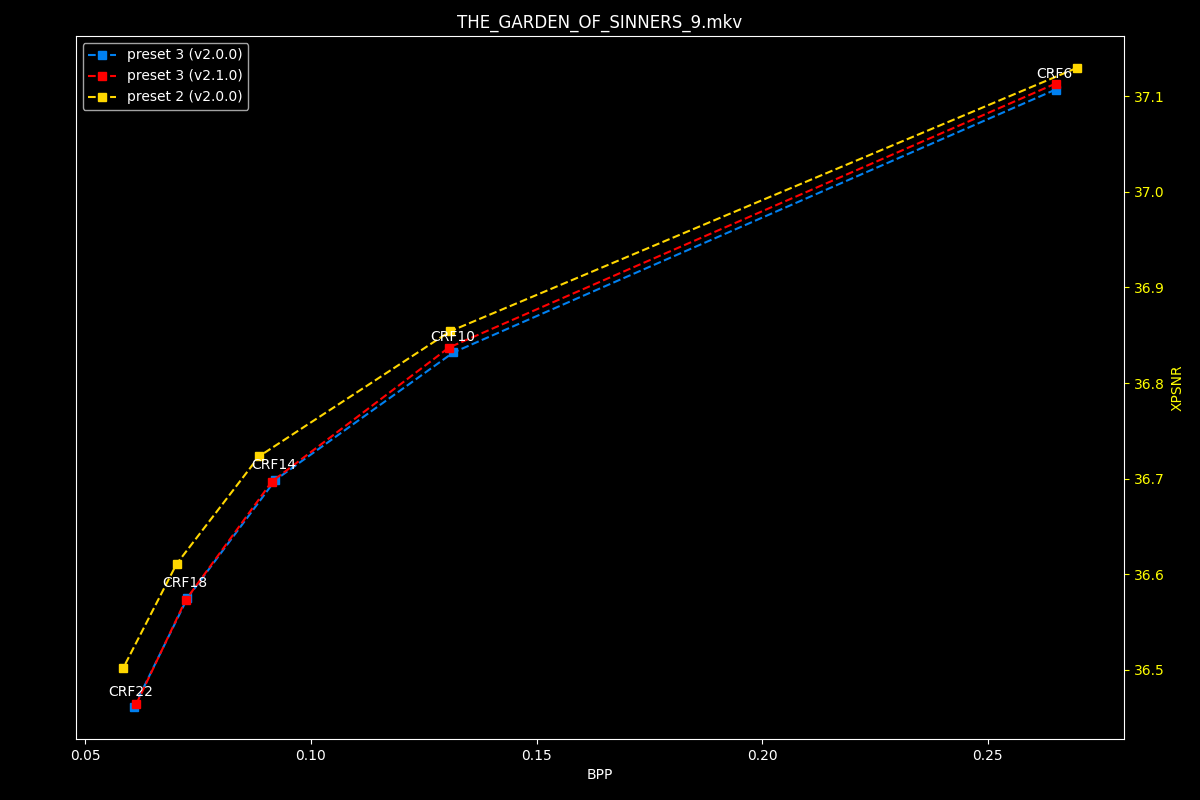 THE_GARDEN_OF_SINNERS_9.mkv
preset 3 (v2.0.0)
preset 3 (v2.1.0)
preset 2 (v2.0.0)
CRF6
37.1
37.0
36.9
CRF10
36.8
XPSNR
CRF14
36.7
CRF18
36.6
CRF22
36.5
0.05
0.10
0.15
0.20
0.25
BPP